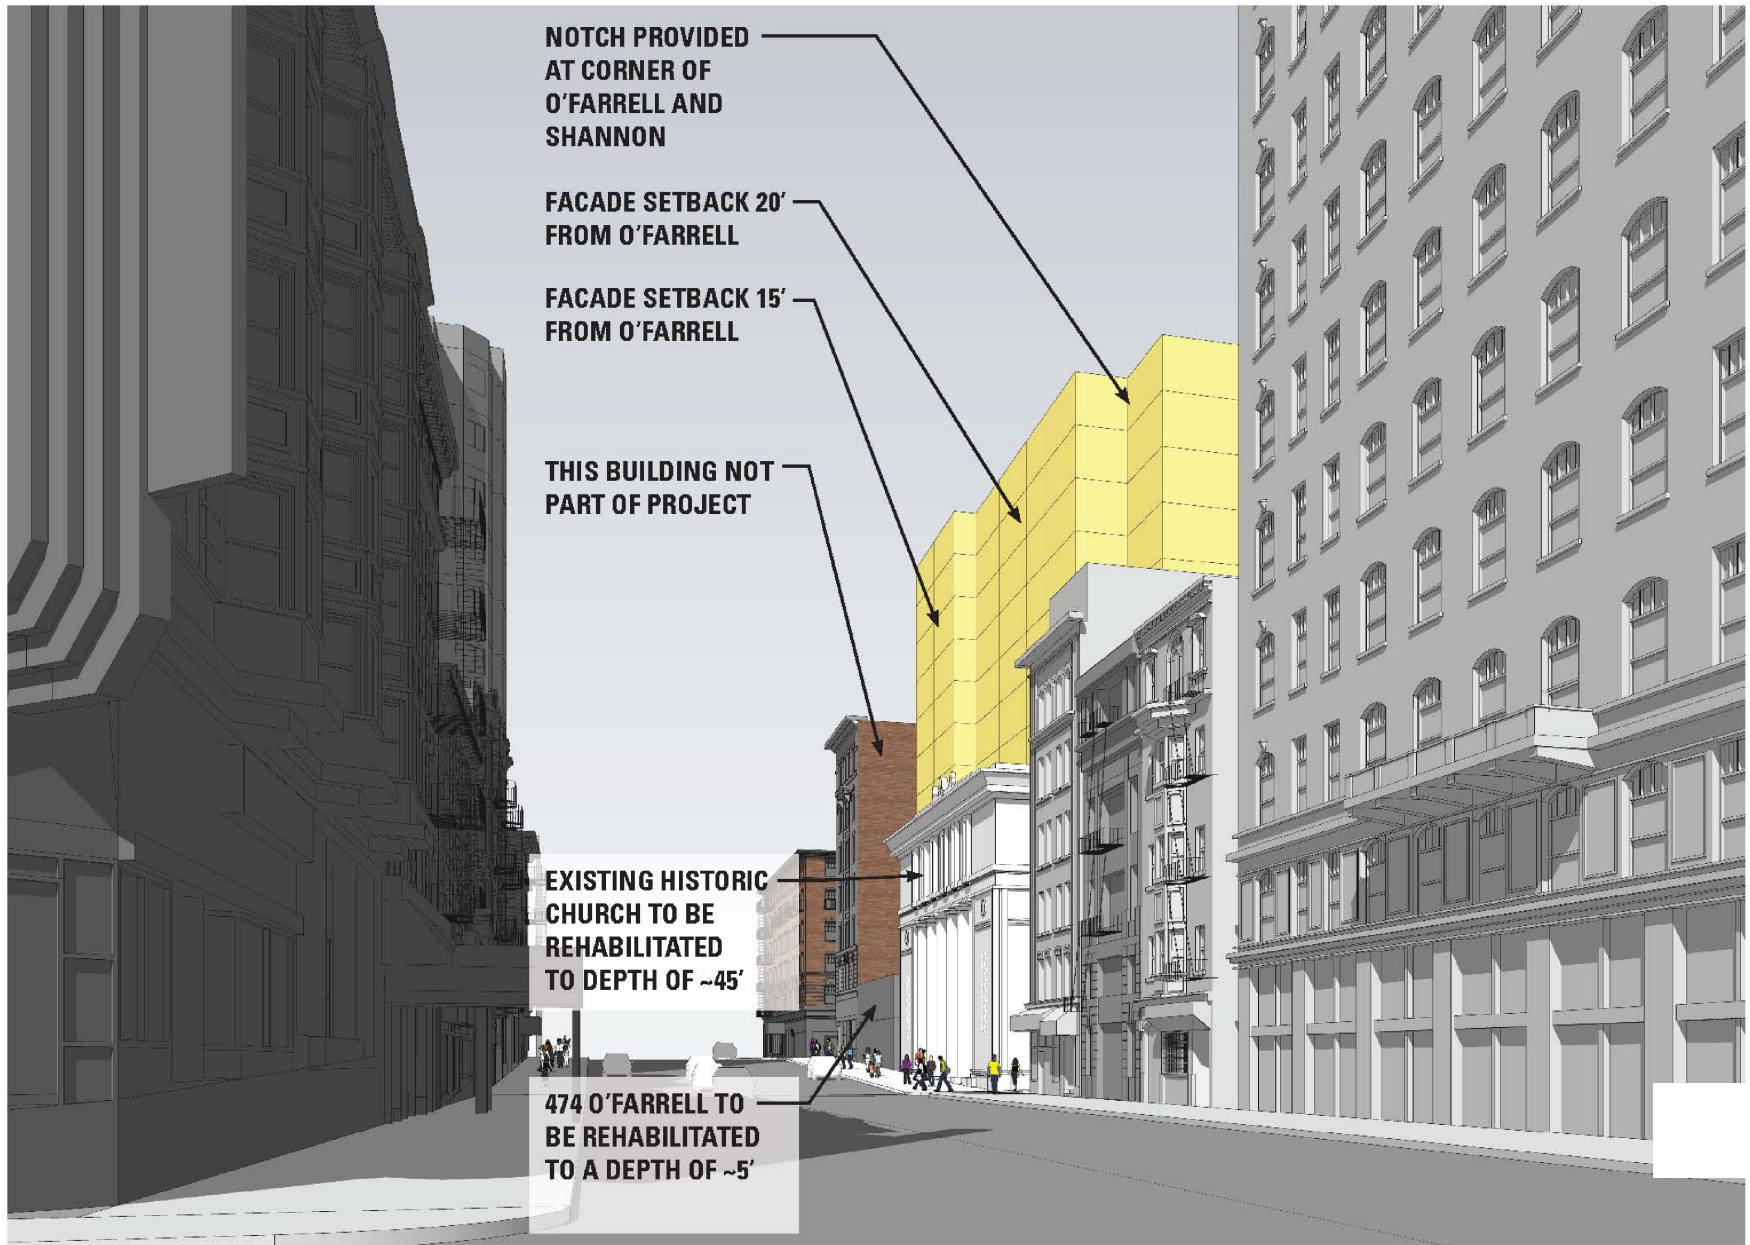 NOTCH PROVIDED
AT CORNER OF
O'FARRELL AND
SHANNON
FACADE SETBACK 20'
FROM O'FARRELL
FACADE SETBACK 15'
FROM O'FARRELL
THIS BUILDING NOT
PART OF PROJECT
EXISTING HISTORIC
CHURCH TO BE
REHABILITATED
TO DEPTH OF ~45'
474 O'FARRELL TO
BE REHABILITATED
TO A DEPTH OF ~5'